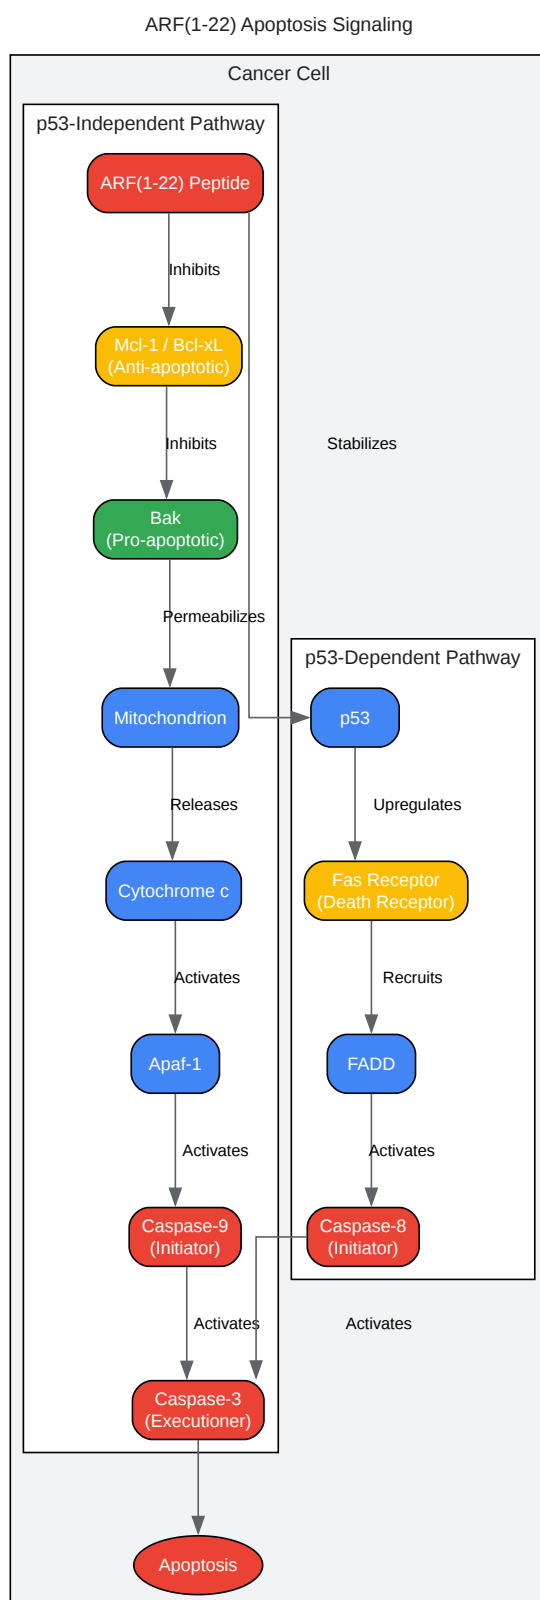 ARF(1-22) Apoptosis Signaling
Cancer Cell
p53-Independent Pathway
ARF(1-22) Peptide
Inhibits
Mcl-1 / Bcl-xL
(Anti-apoptotic)
Inhibits
Stabilizes
Bak
(Pro-apoptotic)
Permeabilizes
p53-Dependent Pathway
Mitochondrion
p53
Releases
Upregulates
Cytochrome c
Fas Receptor
(Death Receptor)
Activates
Recruits
Apaf-1
FADD
Activates
Activates
Caspase-9
(Initiator)
Caspase-8
(Initiator)
Activates
Activates
Caspase-3
(Executioner)
Apoptosis